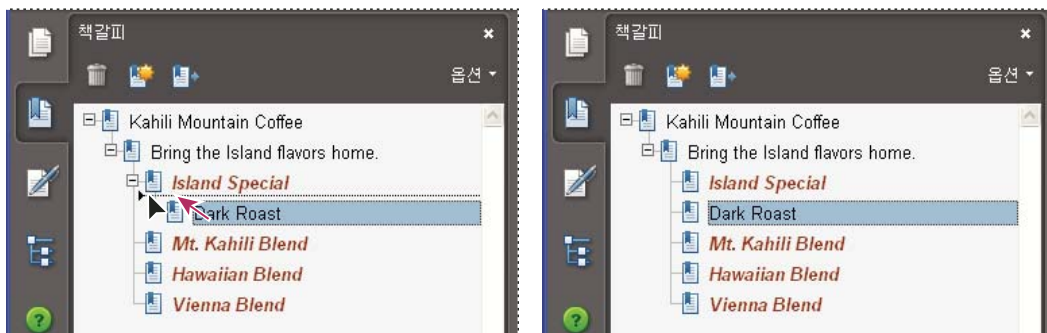 책갈피
옵션
Kahili Mountain Coffee
Bring the Island flavors home.
Island Special
Dark Roast
Mt. Kahili Blend
Hawaiian Blend
Vienna Blend
책갈피
옵션
Kahili Mountain Coffee
Bring the Island flavors home.
Island Special
Dark Roast
Mt. Kahili Blend
Hawaiian Blend
Vienna Blend